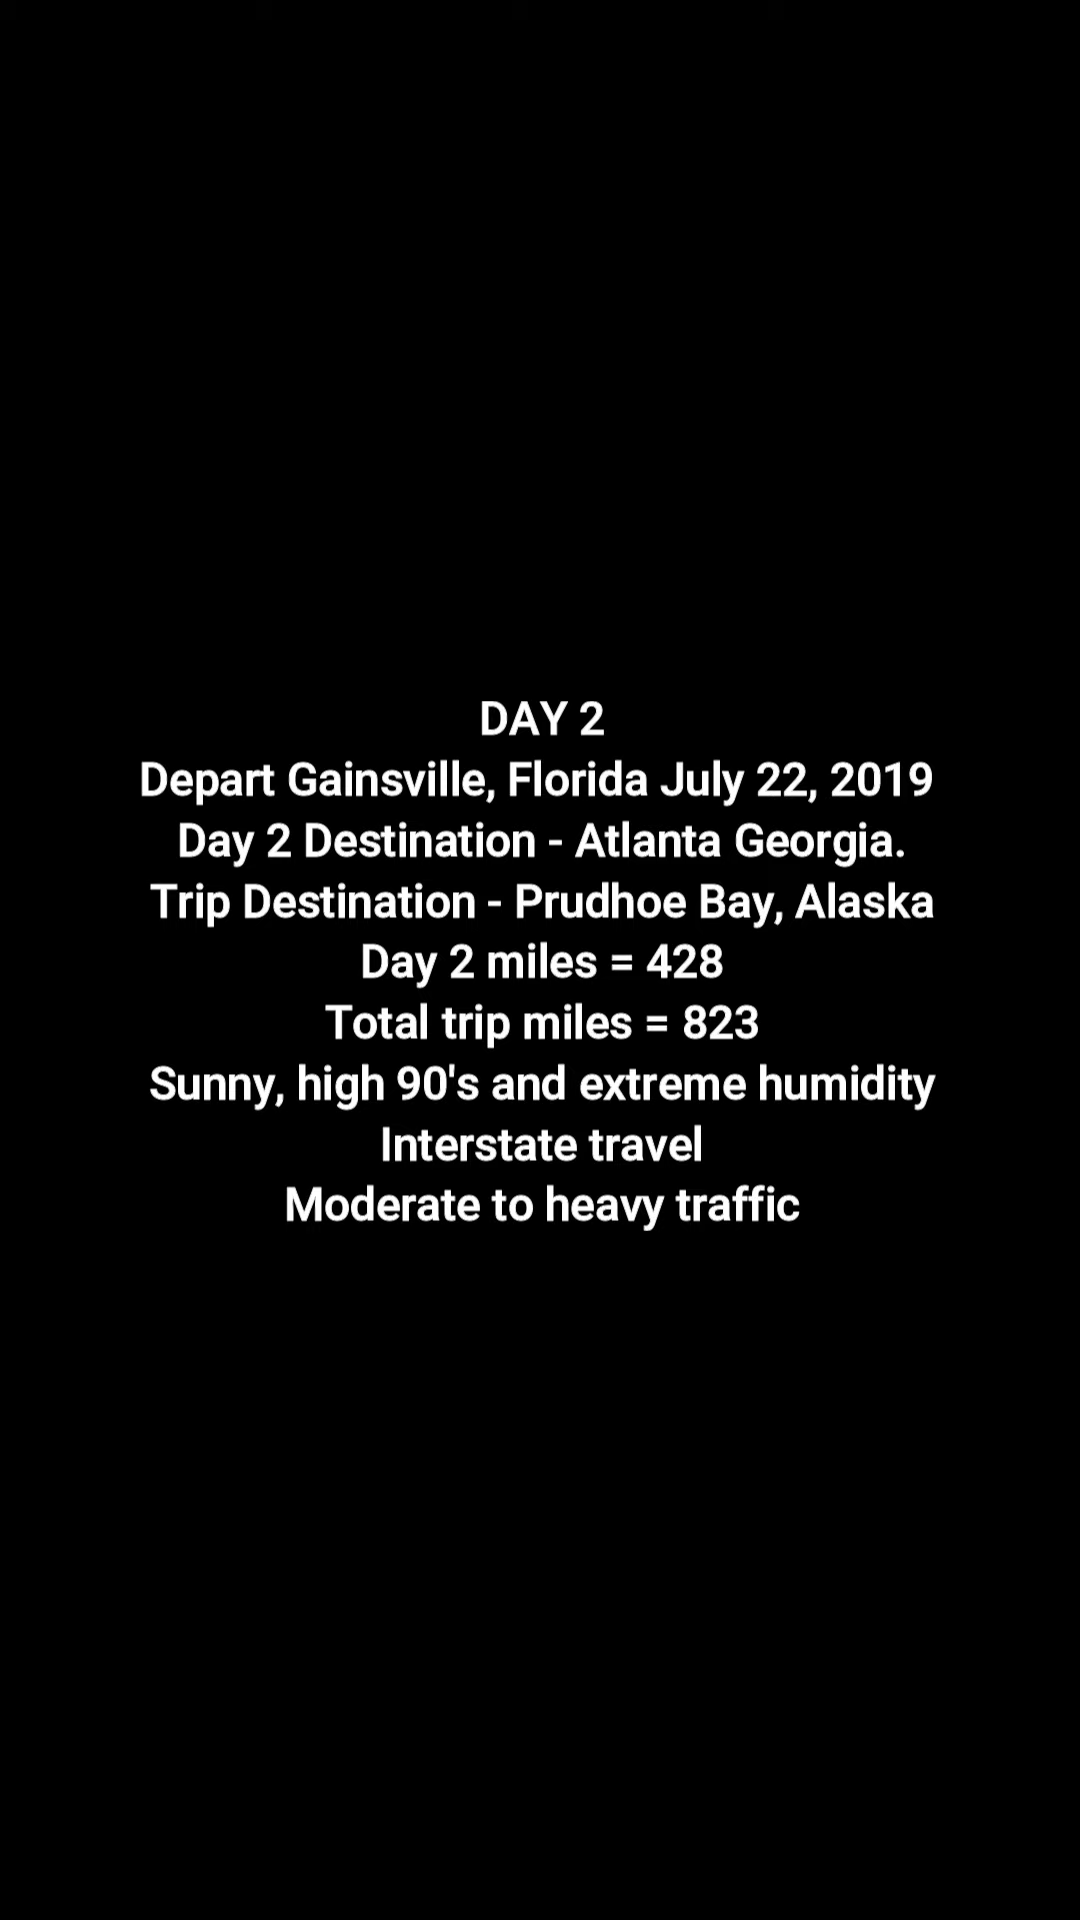 DAY 2
Depart Gainsville, Florida July 22, 2019
Day 2 Destination - Atlanta Georgia.
Trip Destination - Prudhoe Bay, Alaska
Day 2 miles = 428
Total trip miles = 823
Sunny, high 90's and extreme humidity
Interstate travel
Moderate to heavy traffic